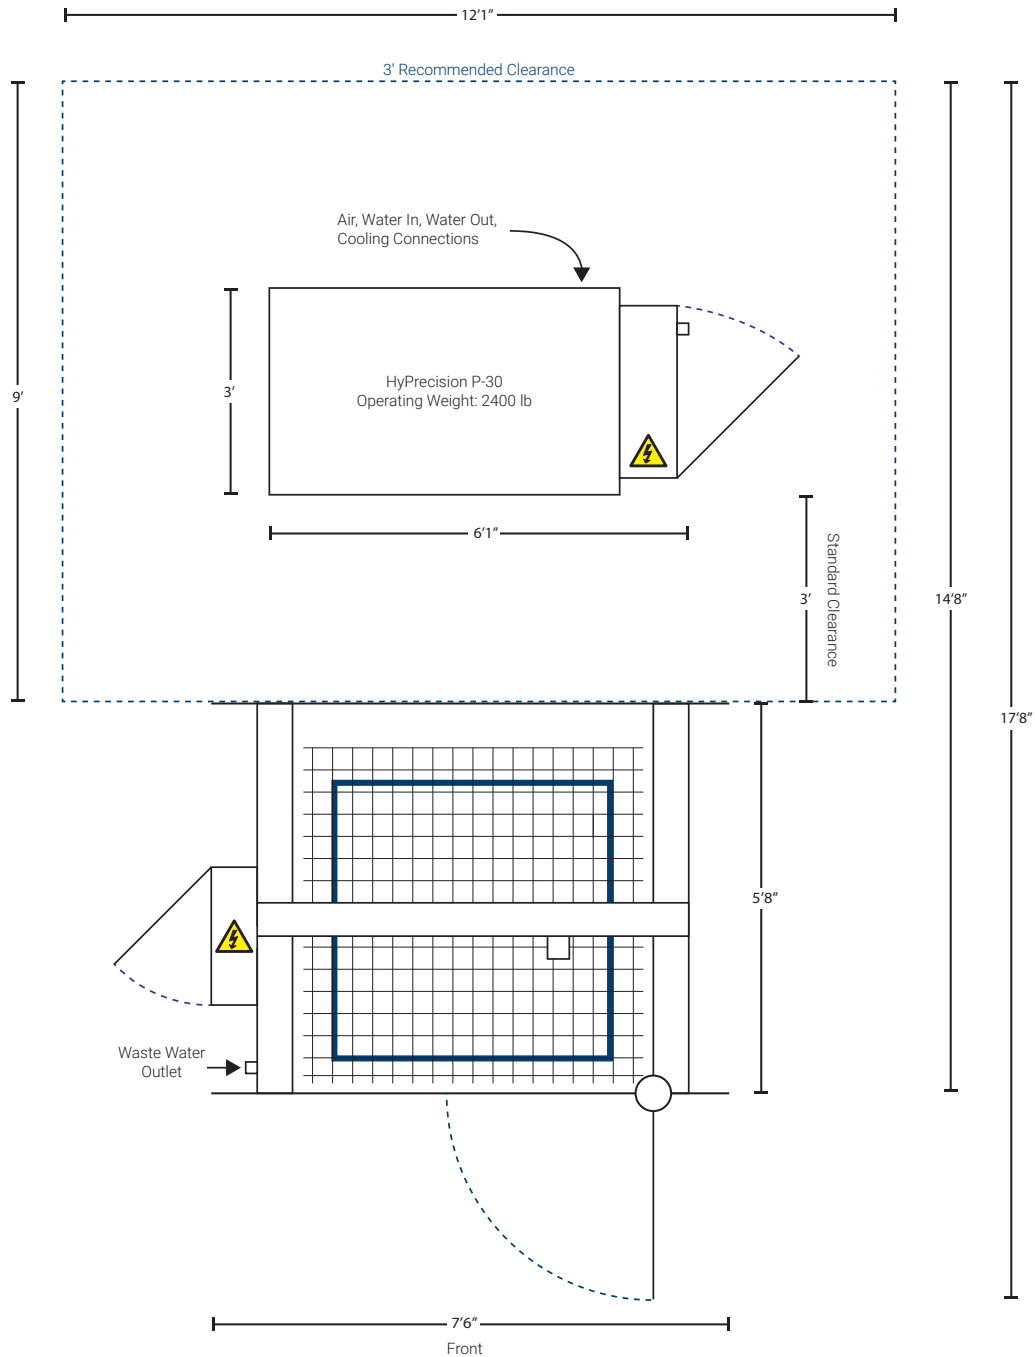 12'1”
3’ Recommended Clearance
Air, Water In, Water Out,
Cooling Connections
9'
3'
HyPrecision P-30
Operating Weight: 2400 lb
6'1”
3'
Standard Clearance
14'8”
17'8”
5'8”
Waste Water
Outlet
7'6”
Front